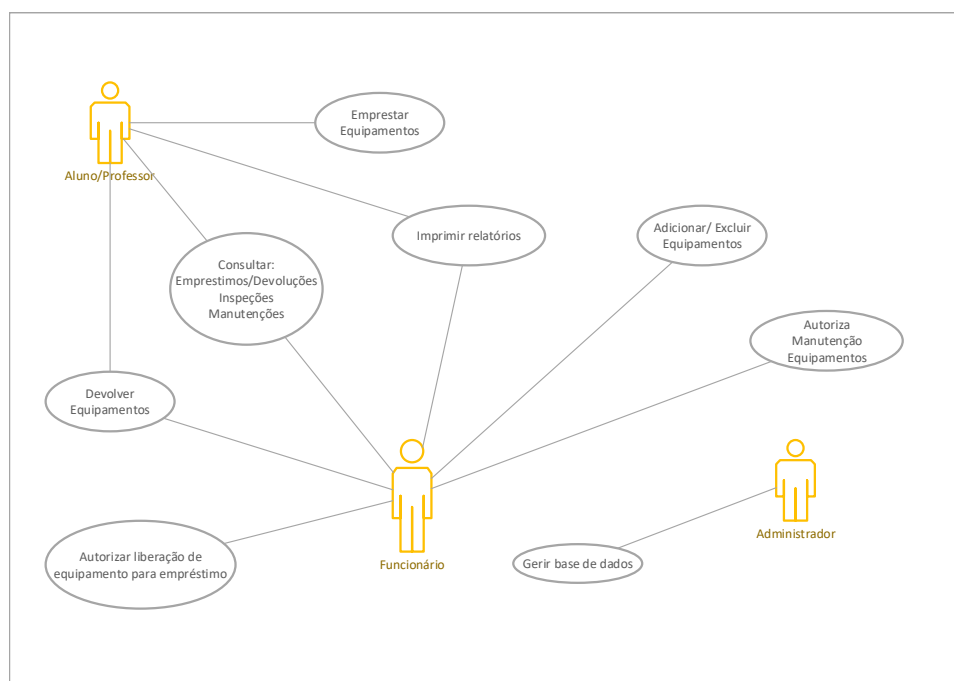 Emprestar
Equipamentos
Aluno/Professor
Imprimir relatórios
Adicionar/ Excluir
Equipamentos
Consultar:
Emprestimos/Devoluções
Inspeções
Manutenções
Autoriza
Manutenção
Equipamentos
Devolver
Equipamentos
Administrador
Autorizar liberação de
equipamento para empréstimo
Funcionário
Gerir base de dados